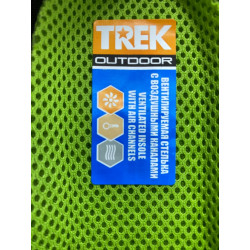 TREK
OUTDOOR
ВЕНТИЛИРУЕМАЯ СТЕЛЬКА
С ВОЗДУШНЫМИ КАНАЛАМИ
VENTILATED INSOLE
WITH AIR CHANNELS